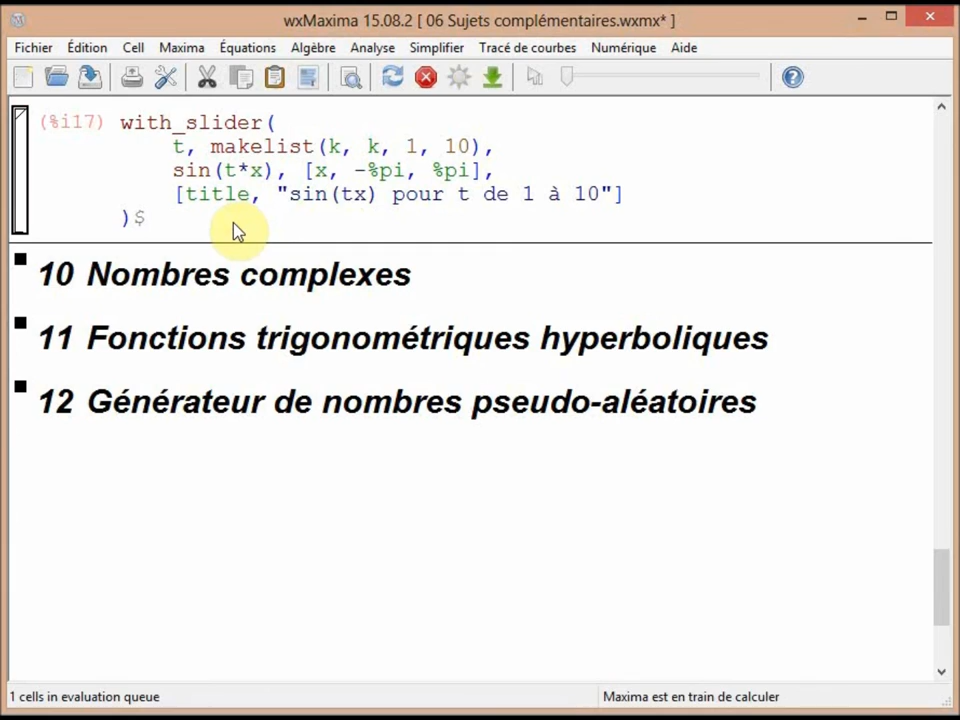 wxMaxima 15.08.2 [ 06 Sujets complémentaires.wxmx* ]
Fichier Édition Cell Maxima Équations Algèbre Analyse Simplifier Tracé de courbes Numérique Aide
(%i17) with_slider(
t, makelist(k, k, 1, 10),
sin(t*x), [x, -%pi, %pi],
[title, "sin(tx) pour t de 1 à 10"]
)$
10 Nombres complexes
11 Fonctions trigonométriques hyperboliques
12 Générateur de nombres pseudo-aléatoires
1 cells in evaluation queue Maxima est en train de calculer